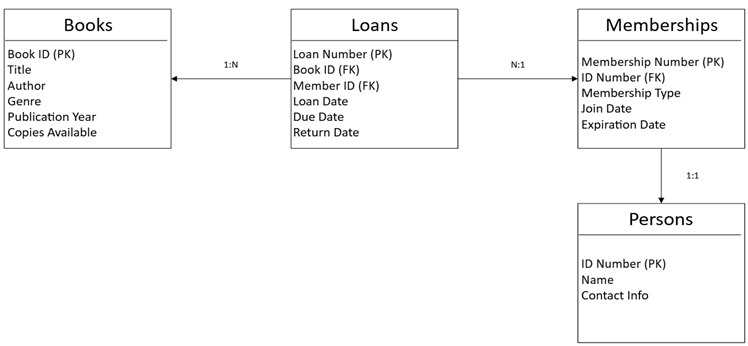 Books
Book ID (PK)
Title
Author
Genre
Publication Year
Copies Available
1:N
Loans
Loan Number (PK)
Book ID (FK)
Member ID (FK)
Loan Date
Due Date
Return Date
N:1
Memberships
Membership Number (PK)
ID Number (FK)
Membership Type
Join Date
Expiration Date
1:1
Persons
ID Number (PK)
Name
Contact Info